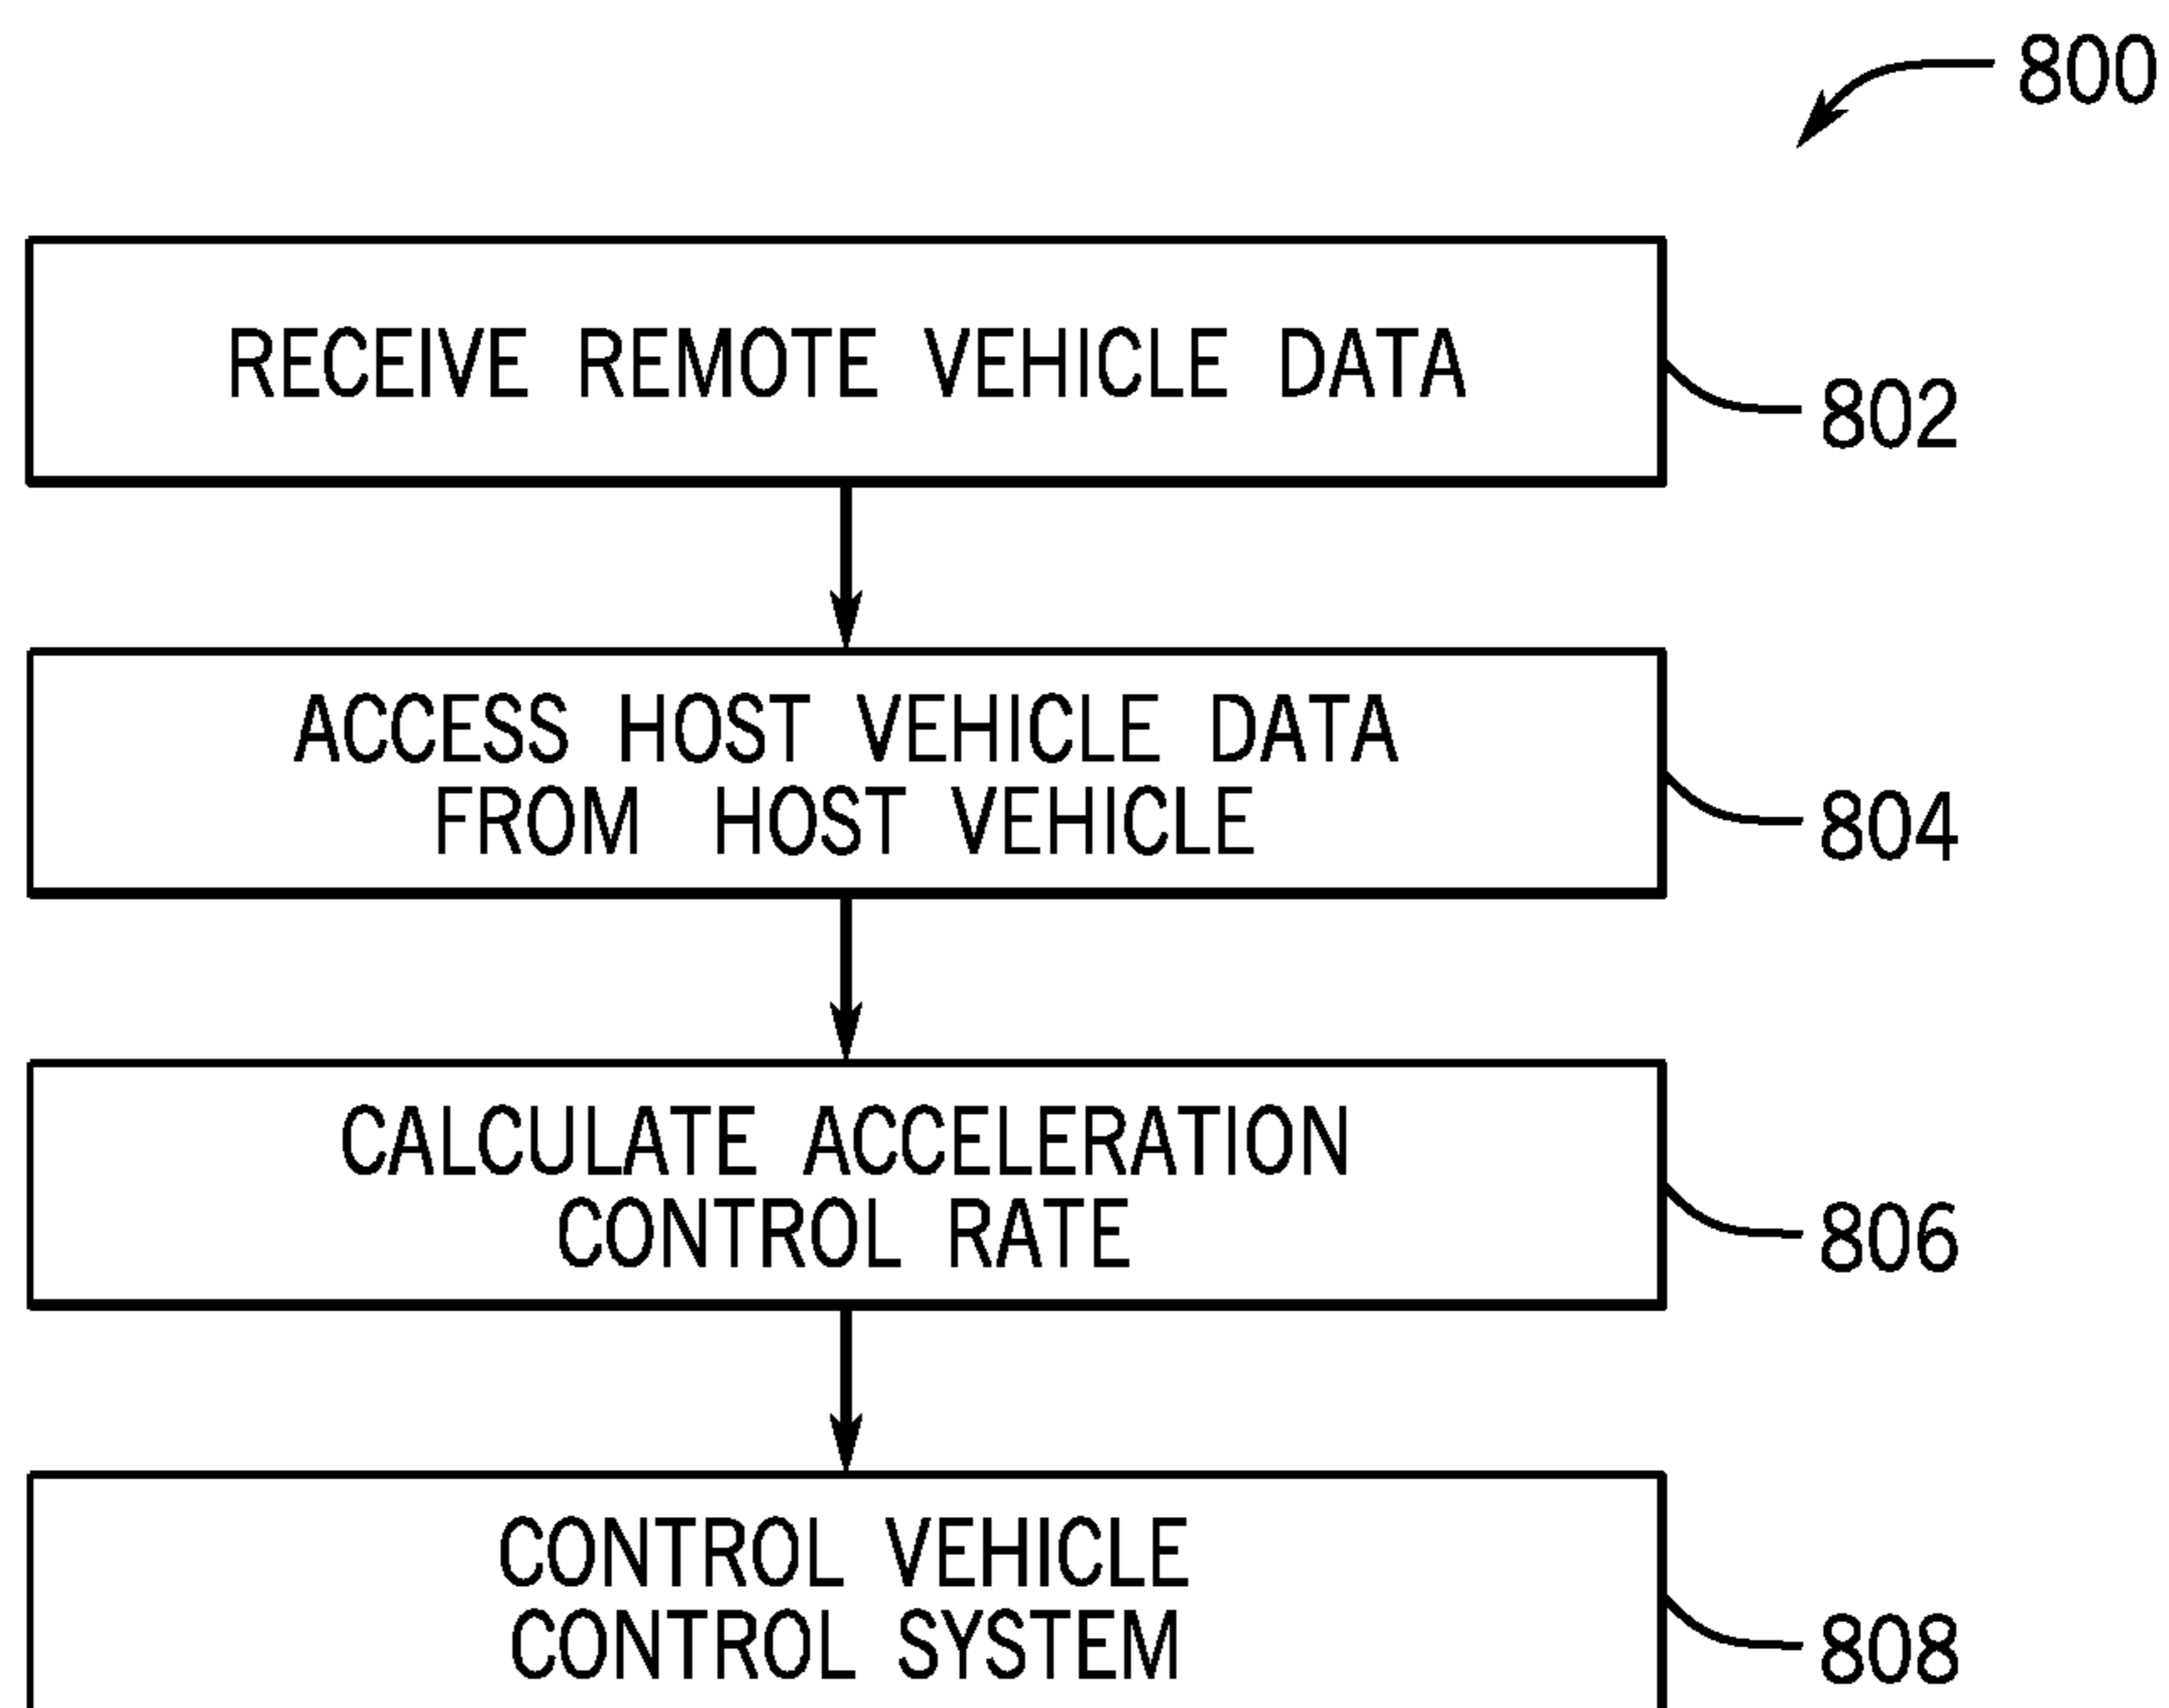 800
RECEIVE REMOTE VEHICLE DATA
802
ACCESS HOST VEHICLE DATA
FROM HOST VEHICLE
804
CALCULATE ACCELERATION
CONTROL RATE
806
CONTROL VEHICLE
CONTROL SYSTEM
808